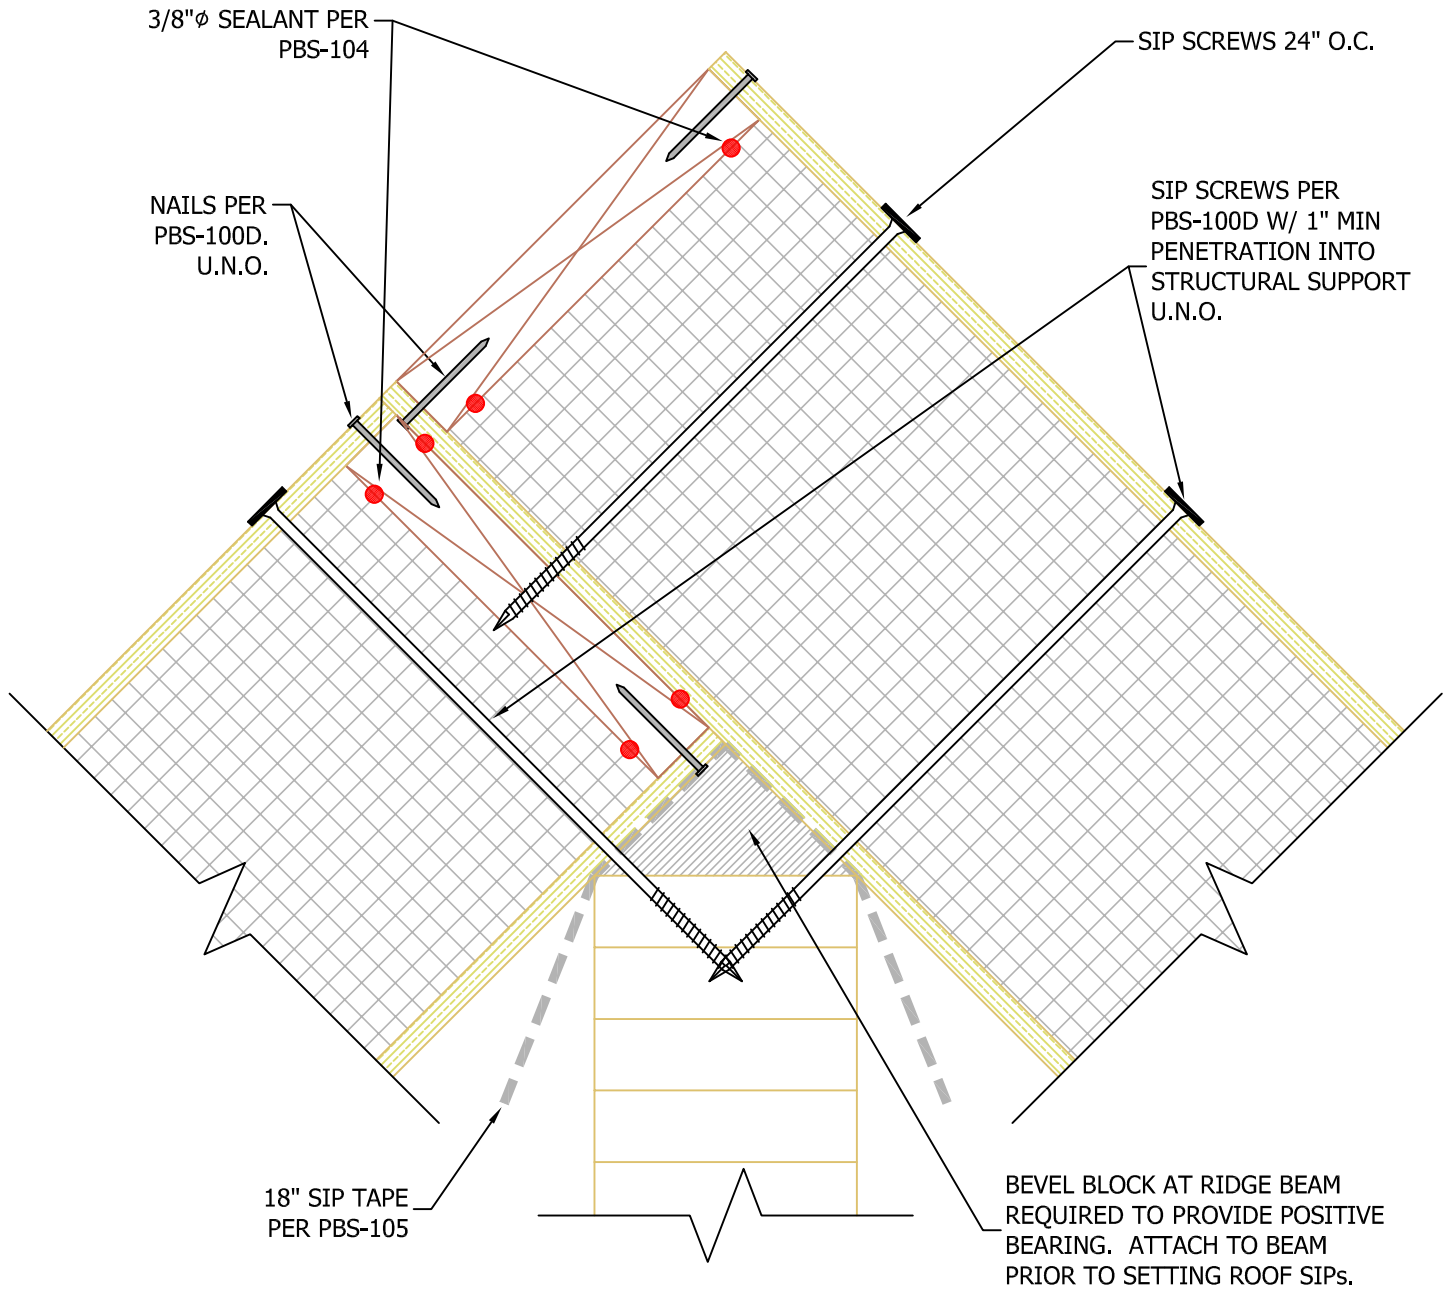 3/8"⌀ SEALANT PER
PBS-104
SIP SCREWS 24" O.C.
NAILS PER
PBS-100D.
U.N.O.
SIP SCREWS PER
PBS-100D W/ 1" MIN
PENETRATION INTO
STRUCTURAL SUPPORT
U.N.O.
18" SIP TAPE
PER PBS-105
BEVEL BLOCK AT RIDGE BEAM
REQUIRED TO PROVIDE POSITIVE
BEARING.  ATTACH TO BEAM
PRIOR TO SETTING ROOF SIPs.